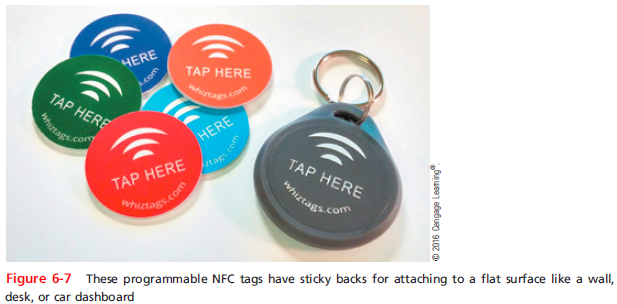 HERE
TAP HERE
whiztags.com
TAP HERE
whiztags.com
HERE
TAP HERE
whiztags.com
TAP HERE
whiztags.com
© 2016 Cengage Learning®.
Figure 6-7 These programmable NFC tags have sticky backs for attaching to a flat surface like a wall,
desk, or car dashboard